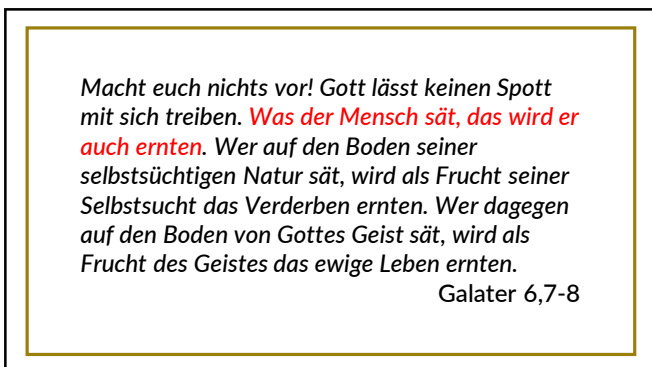 Macht euch nichts vor! Gott lässt keinen Spott
mit sich treiben. Was der Mensch sät, das wird er
auch ernten. Wer auf den Boden seiner
selbstsüchtigen Natur sät, wird als Frucht seiner
Selbstsucht das Verderben ernten. Wer dagegen
auf den Boden von Gottes Geist sät, wird als
Frucht des Geistes das ewige Leben ernten.
Galater 6,7-8